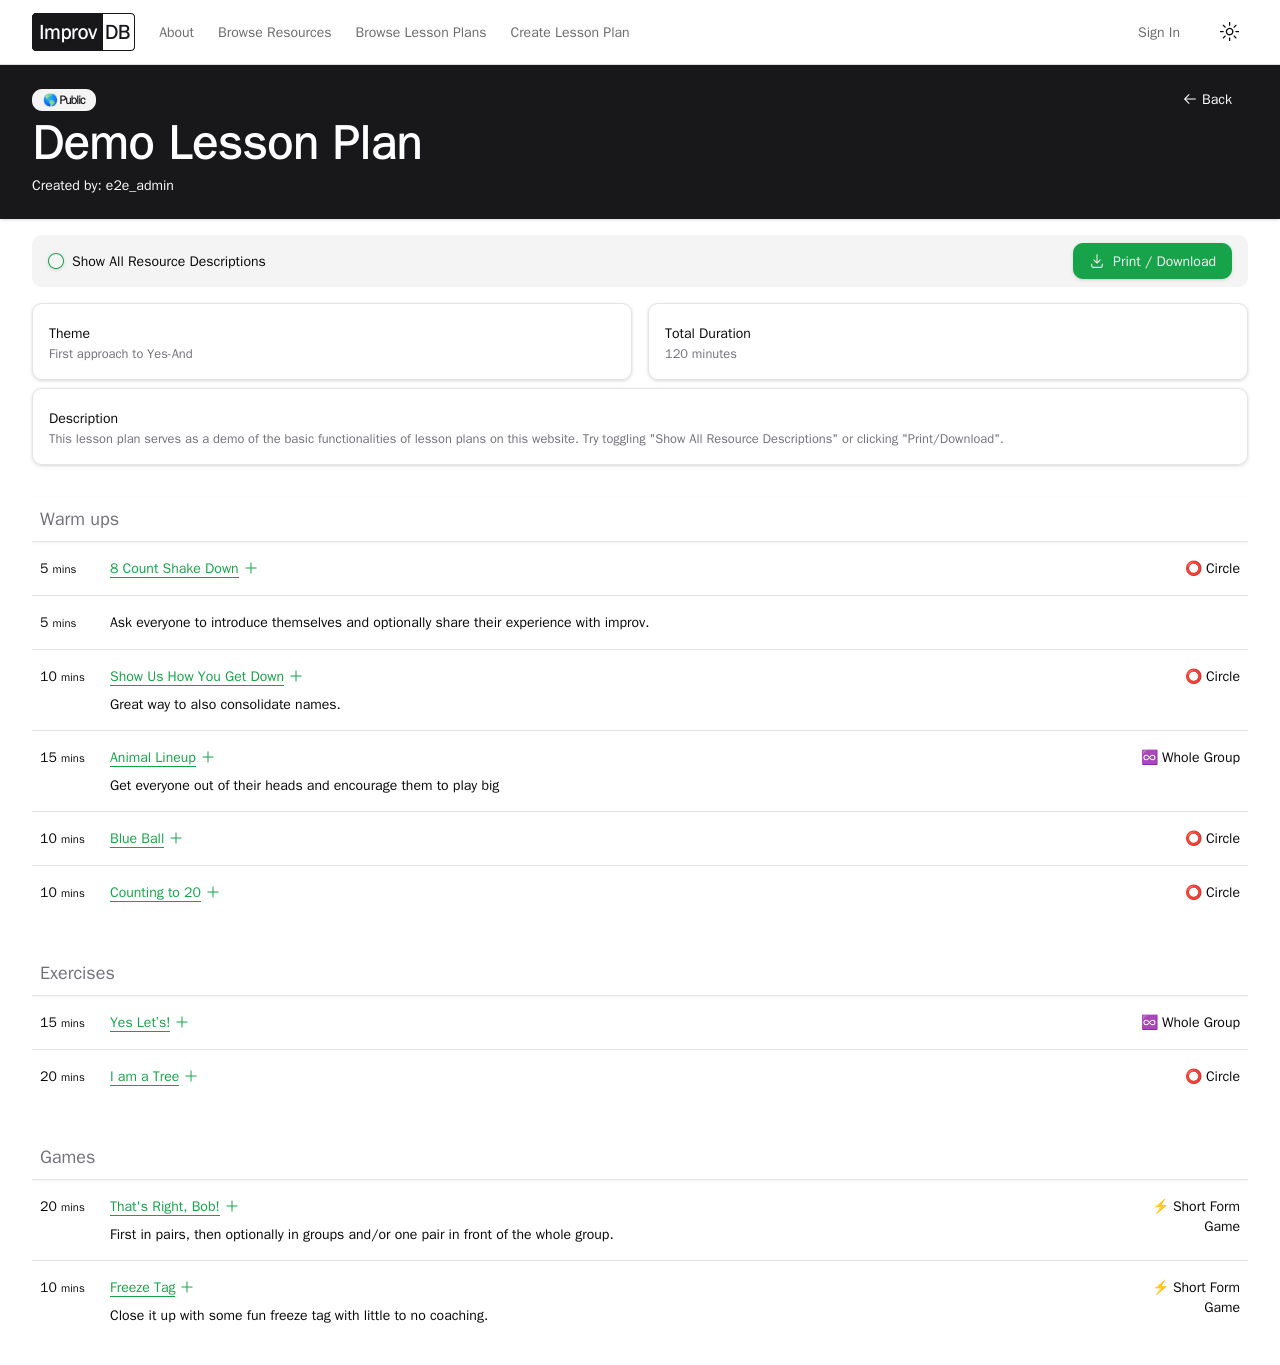 Improv DB About Browse Resources Browse Lesson Plans Create Lesson Plan Sign In
Public Back
Demo Lesson Plan
Created by: e2e_admin
Show All Resource Descriptions Print / Download
Theme Total Duration
First approach to Yes-And 120 minutes
Description
This lesson plan serves as a demo of the basic functionalities of lesson plans on this website. Try toggling "Show All Resource Descriptions" or clicking "Print/Download".
Warm ups
5 mins 8 Count Shake Down Circle
5 mins Ask everyone to introduce themselves and optionally share their experience with improv.
10 mins Show Us How You Get Down Circle
Great way to also consolidate names.
15 mins Animal Lineup Whole Group
Get everyone out of their heads and encourage them to play big
10 mins Blue Ball Circle
10 mins Counting to 20 Circle
Exercises
15 mins Yes Let's! Whole Group
20 mins I am a Tree Circle
Games
20 mins That's Right, Bob! Short Form
Game
First in pairs, then optionally in groups and/or one pair in front of the whole group.
10 mins Freeze Tag Short Form
Game
Close it up with some fun freeze tag with little to no coaching.